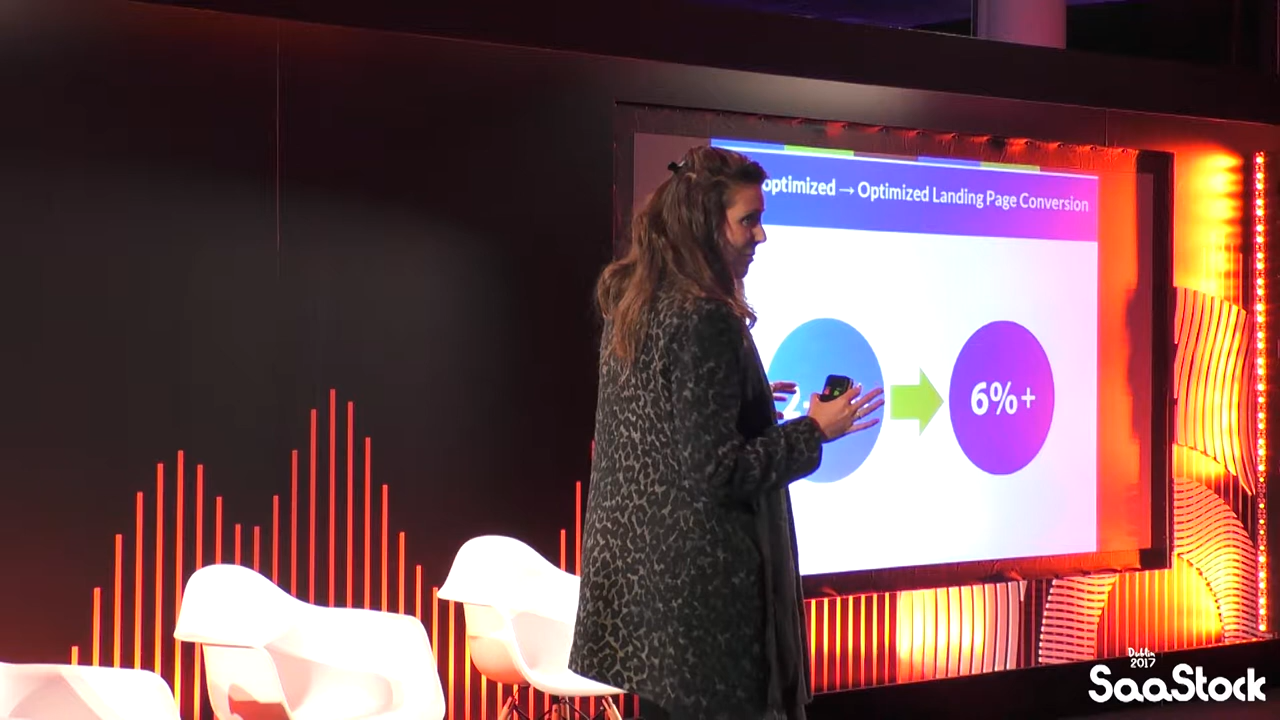 optimized → Optimized Landing Page Conversion
6%+
Dublin
2017
SaaStock